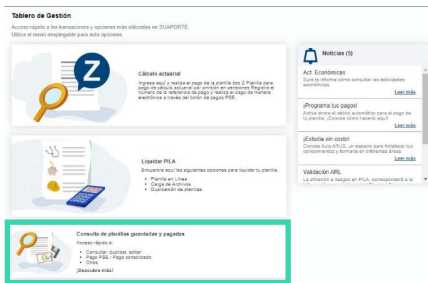 Tablero de Gestión
Acceso rápido a las transacciones y opciones más utilizadas en SUAPORTE.
Utiliza el menú desplegable para más opciones.
Z
Cálculo actuarial
Ingresa aquí y realiza el pago de la planilla tipo Z Planilla para
pago de cálculo actuarial por omisión en pensiones Registra el
número de la referencia de pago y realiza el pago de manera
electrónica a través del botón de pagos PSE.
Liquidar PILA
Encuentra aquí las siguientes opciones para liquidar tu planilla:
• Planilla en Línea
• Carga de Archivos
• Duplicación de planillas.
Consulta de planillas guardadas y pagadas
Acceso rápido a:
• Consultar, duplicar, editar
• Pago PSE / Pago consolidado
• Otros
¡Descubre más!
Noticias (5)
Act. Económicas
Sura te informa cómo consultar las actividades
económicas.
Leer más
¡Programa tus pagos!
Activa ahora el débito automático para el pago de
tu planilla. ¡Conoce cómo hacerlo aquí!
Leer más
¡Estudia sin costo!
Conoce Aula ARUS, un espacio para fortalecer tus
conocimientos y formarte en diferentes áreas
Leer más
Validación ARL
La afiliación a riesgos en PILA, corresponderá a la